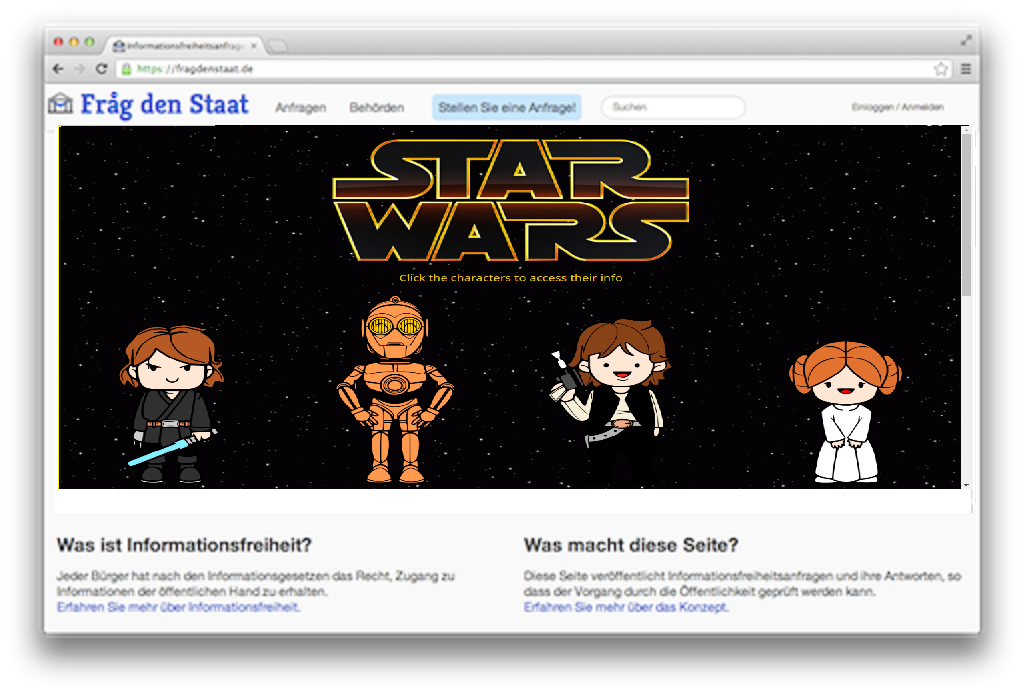 Informationsfreiheitsanfrage
https://fragdenstaat.de
Fråg den Staat
Anfragen
Behörden
Stellen Sie eine Anfrage!
Suchen
Einloggen / Anmelden
STAR
WARS
Click the characters to access their info
Was ist Informationsfreiheit?
Jeder Bürger hat nach den Informationsgesetzen das Recht, Zugang zu
Informationen der öffentlichen Hand zu erhalten.
Erfahren Sie mehr über Informationsfreiheit.
Was macht diese Seite?
Diese Seite veröffentlicht Informationsfreiheitsanfragen und ihre Antworten, so
dass der Vorgang durch die Öffentlichkeit geprüft werden kann.
Erfahren Sie mehr über das Konzept.